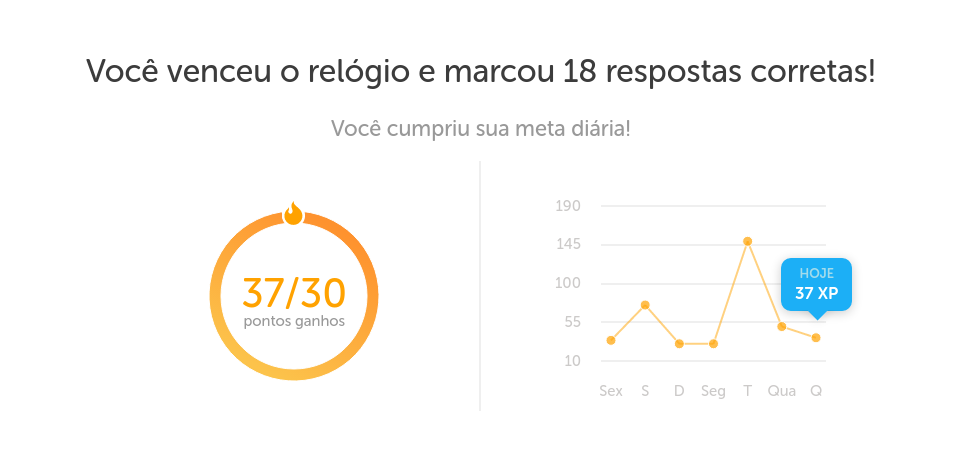 Você venceu o relógio e marcou 18 respostas corretas!
Você cumpriu sua meta diária!
37/30
pontos ganhos
190
145
100
55
10
HOJE
37 XP
Sex S D Seg T Qua Q